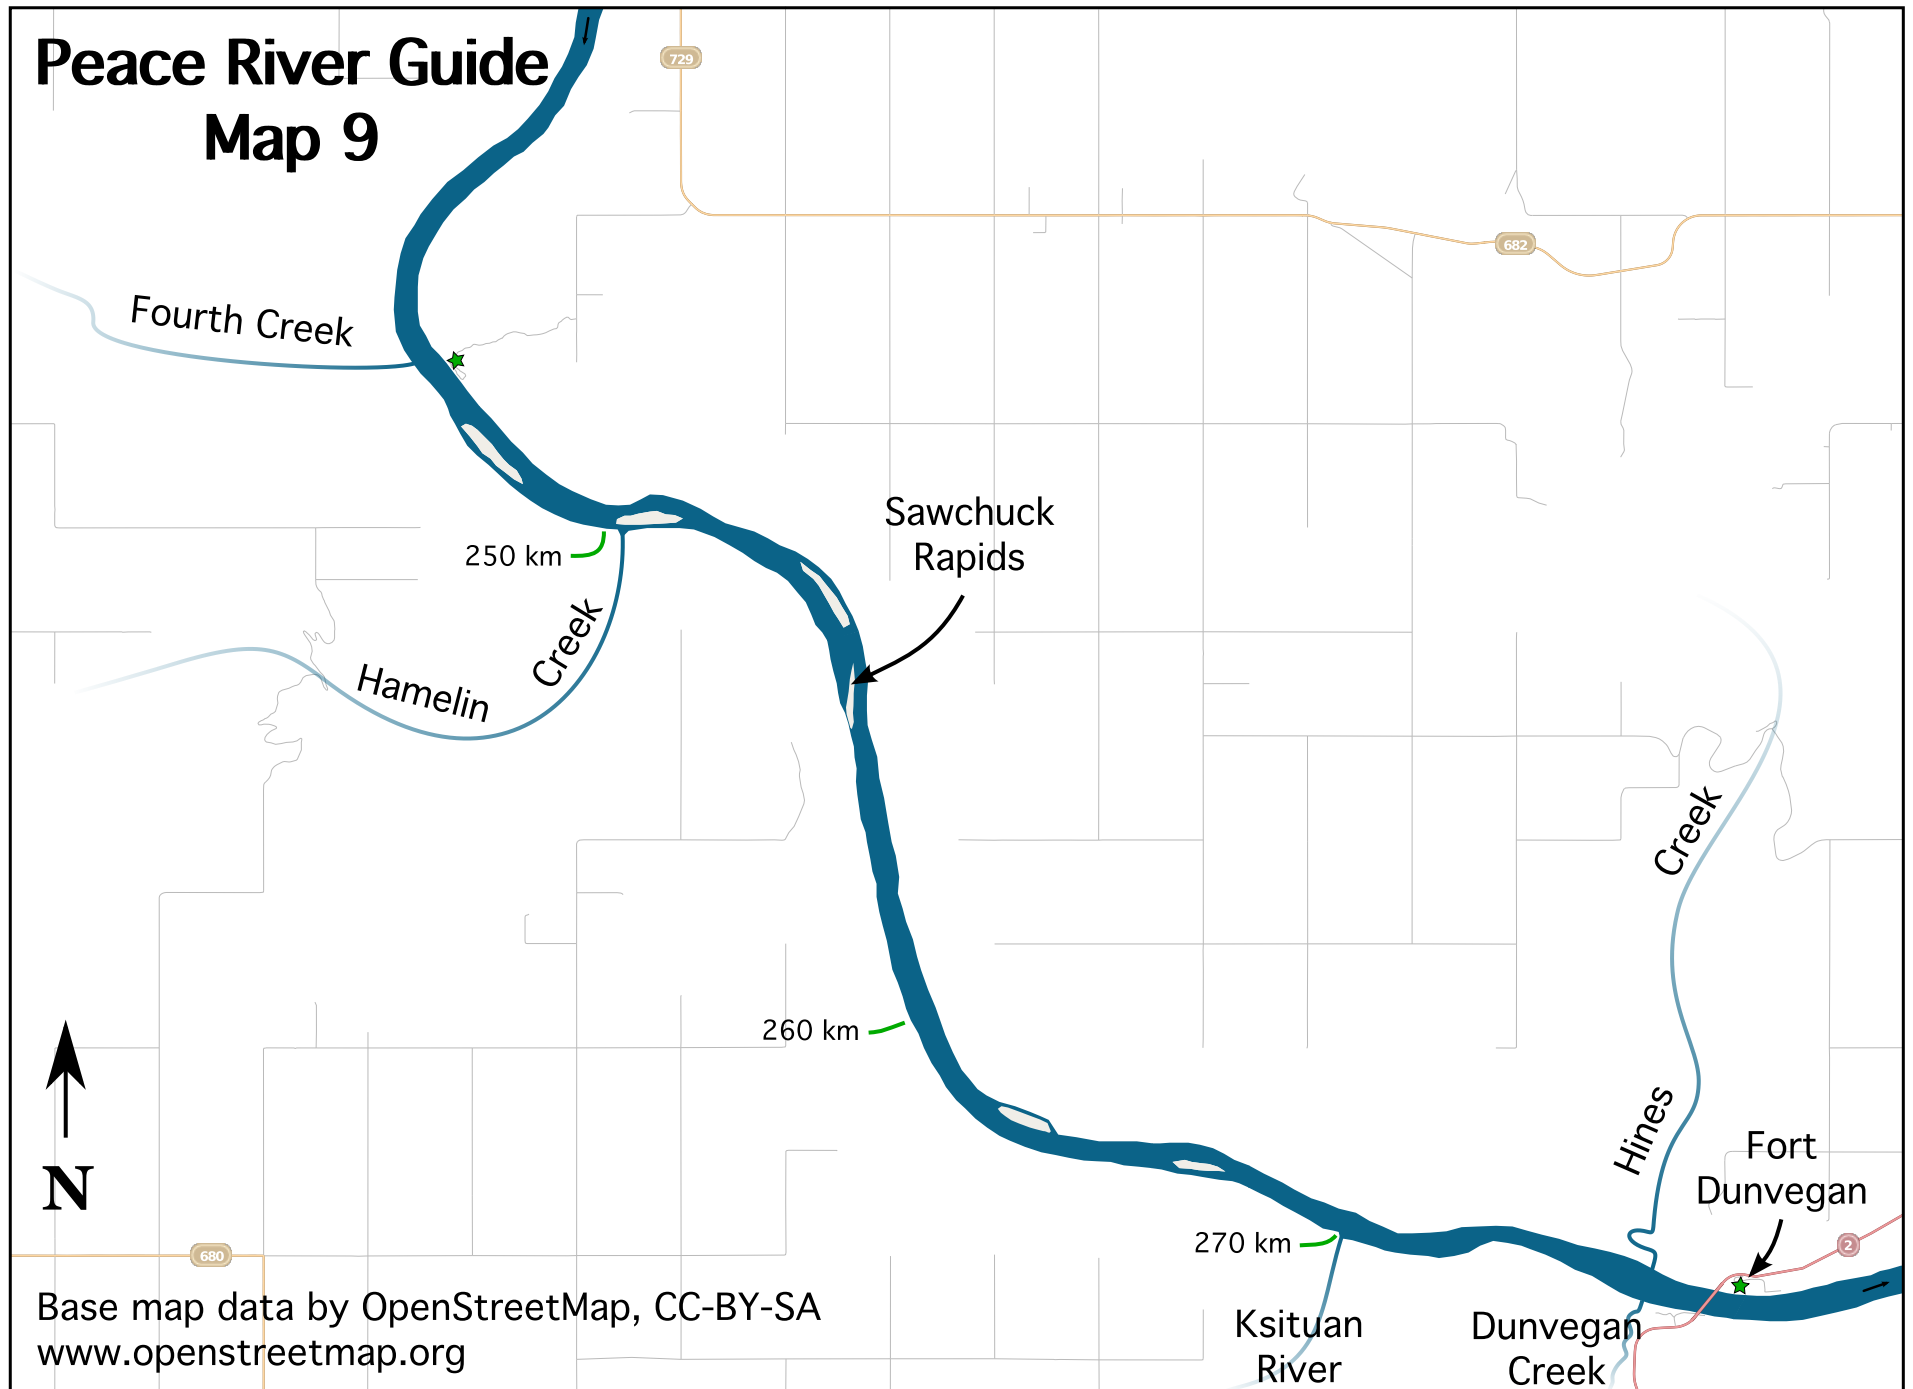 Peace River Guide
Map 9
729
682
Fourth Creek
Sawchuck
Rapids
250 km
Hamelin Creek
260 km
Hines Creek
Fort
Dunvegan
N
270 km
2
680
Base map data by OpenStreetMap, CC-BY-SA
www.openstreetmap.org
Ksituan
River
Dunvegan
Creek